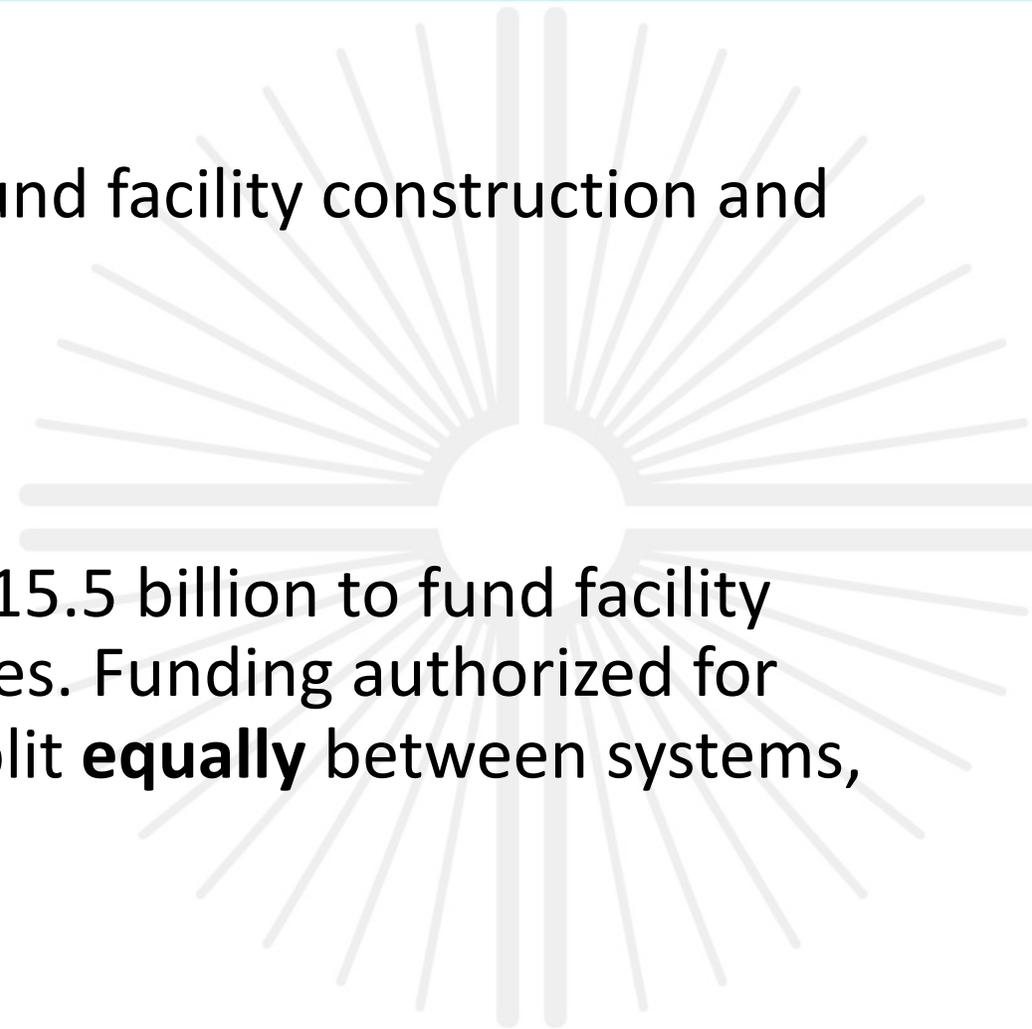 und facility construction and
15.5 billion to fund facility
es. Funding authorized for
lit equally between systems,